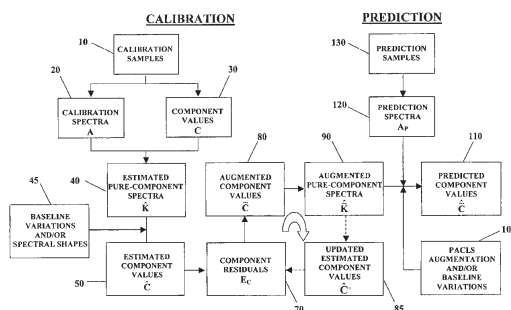 CALIBRATION
PREDICTION
10
CALIBRATION
SAMPLES
130
PREDICTION
SAMPLES
20
30
CALIBRATION
SPECTRA
A
COMPONENT
VALUES
C
120
PREDICTION
SPECTRA
Aₚ
80
90
110
45
40
ESTIMATED
PURE-COMPONENT
SPECTRA
K̂
AUGMENTED
COMPONENT
VALUES
C̃
AUGMENTED
PURE-COMPONENT
SPECTRA
K̂̃
PREDICTED
COMPONENT
VALUES
Ĉ̃
BASELINE
VARIATIONS
AND/OR
SPECTRAL SHAPES
10
50
ESTIMATED
COMPONENT
VALUES Ĉ
COMPONENT
RESIDUALS
E_C
UPDATED
ESTIMATED
COMPONENT
VALUES
Ĉ'
PACLS
AUGMENTATION
AND/OR
BASELINE
VARIATIONS
70
85